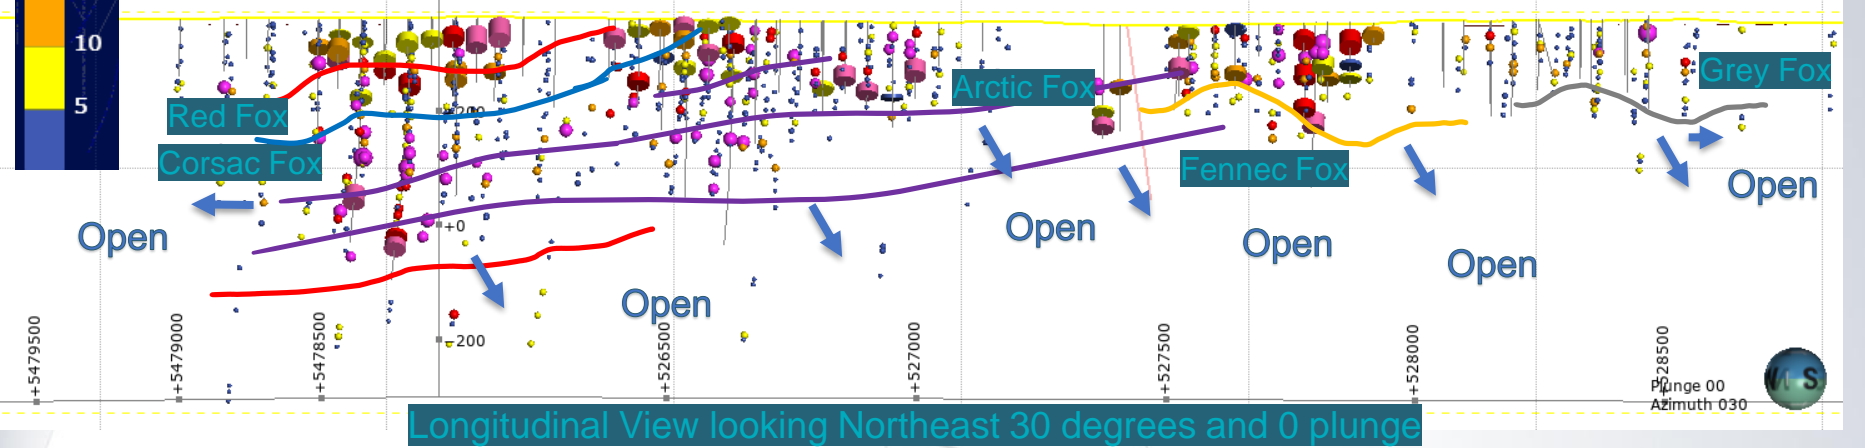 10
5
Red Fox
Corsac Fox
Arctic Fox
Fennec Fox
Grey Fox
Open
Open
Open
Open
Open
Open
+200
+0
-200
+5479500
+5479000
+5478500
+526500
+527000
+527500
+528000
+528500
Plunge 00
Azimuth 030
S
Longitudinal View looking Northeast 30 degrees and 0 plunge